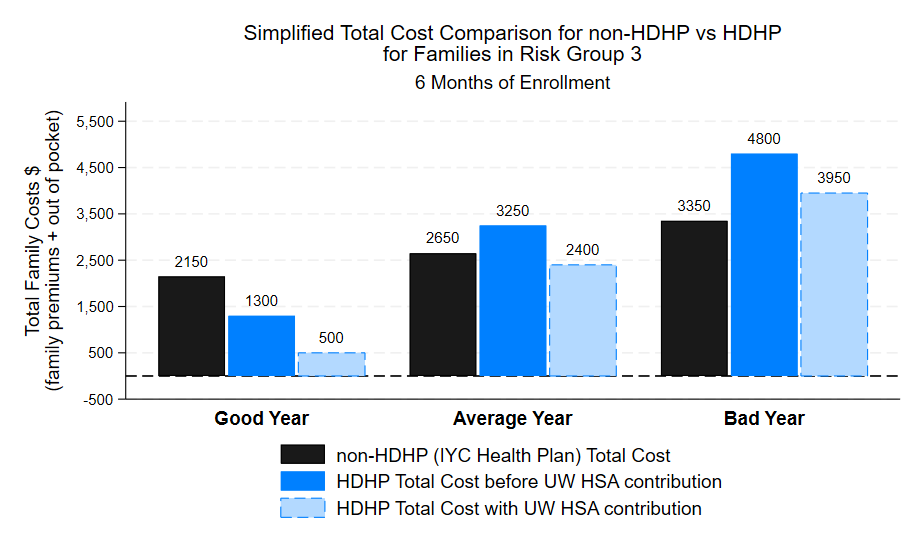 Simplified Total Cost Comparison for non-HDHP vs HDHP
for Families in Risk Group 3
6 Months of Enrollment
Total Family Costs $
(family premiums + out of pocket)
5,500
4,500
3,500
2,500
1,500
500
-500
2150
1300
500
2650
3250
2400
3350
4800
3950
Good Year
Average Year
Bad Year
non-HDHP (IYC Health Plan) Total Cost
HDHP Total Cost before UW HSA contribution
HDHP Total Cost with UW HSA contribution